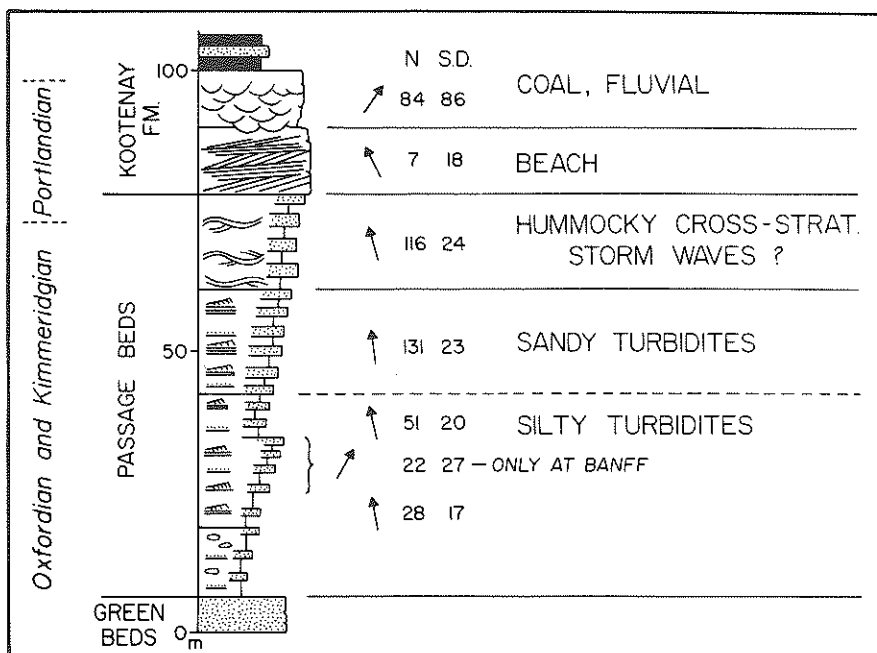 N S.D.
100
84 86 COAL, FLUVIAL
KOOTENAY
FM.
Portlandian
7 18 BEACH
116 24 HUMMOCKY CROSS-STRAT.
STORM WAVES ?
Oxfordian and Kimmeridgian
PASSAGE BEDS
50
131 23 SANDY TURBIDITES
51 20 SILTY TURBIDITES
22 27 – ONLY AT BANFF
28 17
GREEN
BEDS
0
m